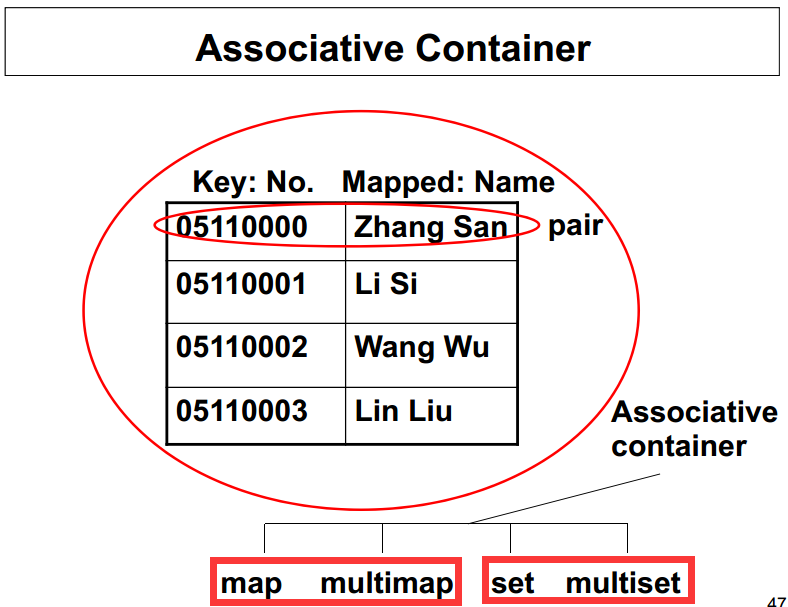 Associative Container
Key: No. Mapped: Name
05110000 Zhang San pair
05110001 Li Si
05110002 Wang Wu
05110003 Lin Liu
Associative
container
map multimap set multiset
47